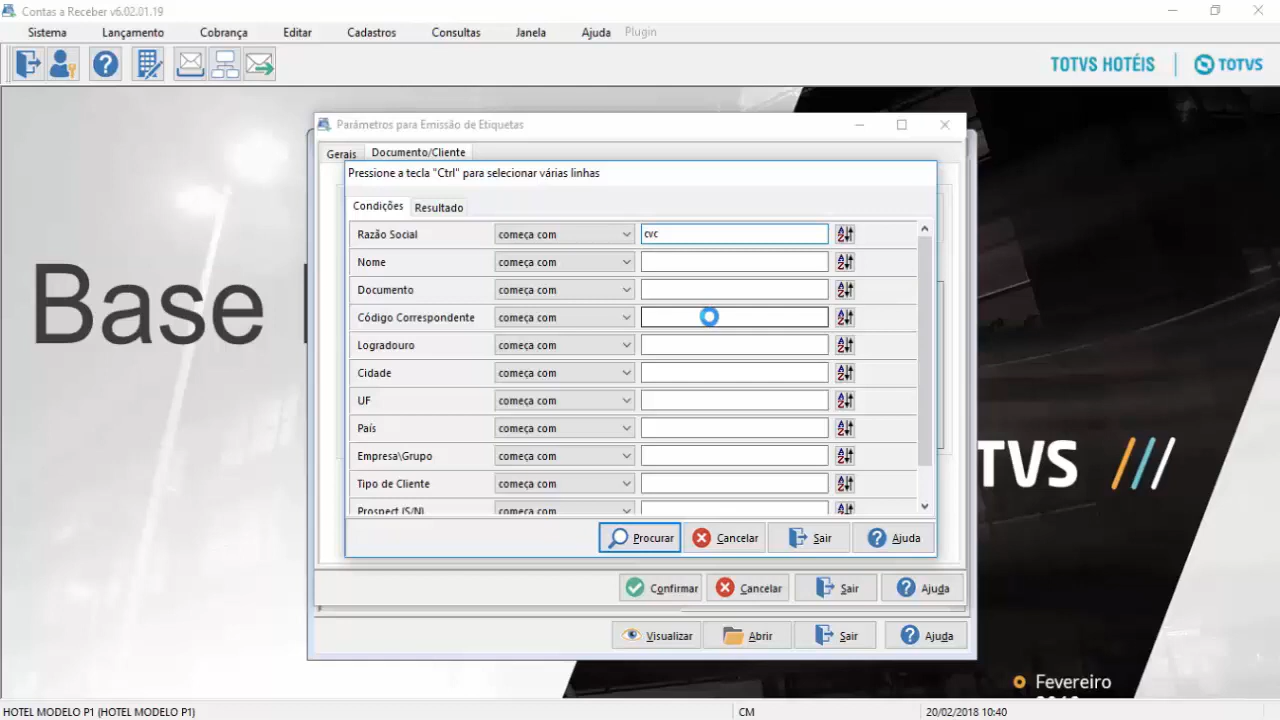 Contas a Receber v6.02.01.19
Sistema Lançamento Cobrança Editar Cadastros Consultas Janela Ajuda Plugin
TOTVS HOTÉIS | TOTVS
Base
Parâmetros para Emissão de Etiquetas
Gerais Documento/Cliente
Pressione a tecla "Ctrl" para selecionar várias linhas
Condições Resultado
Razão Social começa com cvc
Nome começa com
Documento começa com
Código Correspondente começa com
Logradouro começa com
Cidade começa com
UF começa com
País começa com
Empresa\Grupo começa com
Tipo de Cliente começa com
Prospect (S/N) começa com
Procurar Cancelar Sair Ajuda
Confirmar Cancelar Sair Ajuda
Visualizar Abrir Sair Ajuda
TVS
Fevereiro
HOTEL MODELO P1 (HOTEL MODELO P1) CM 20/02/2018 10:40